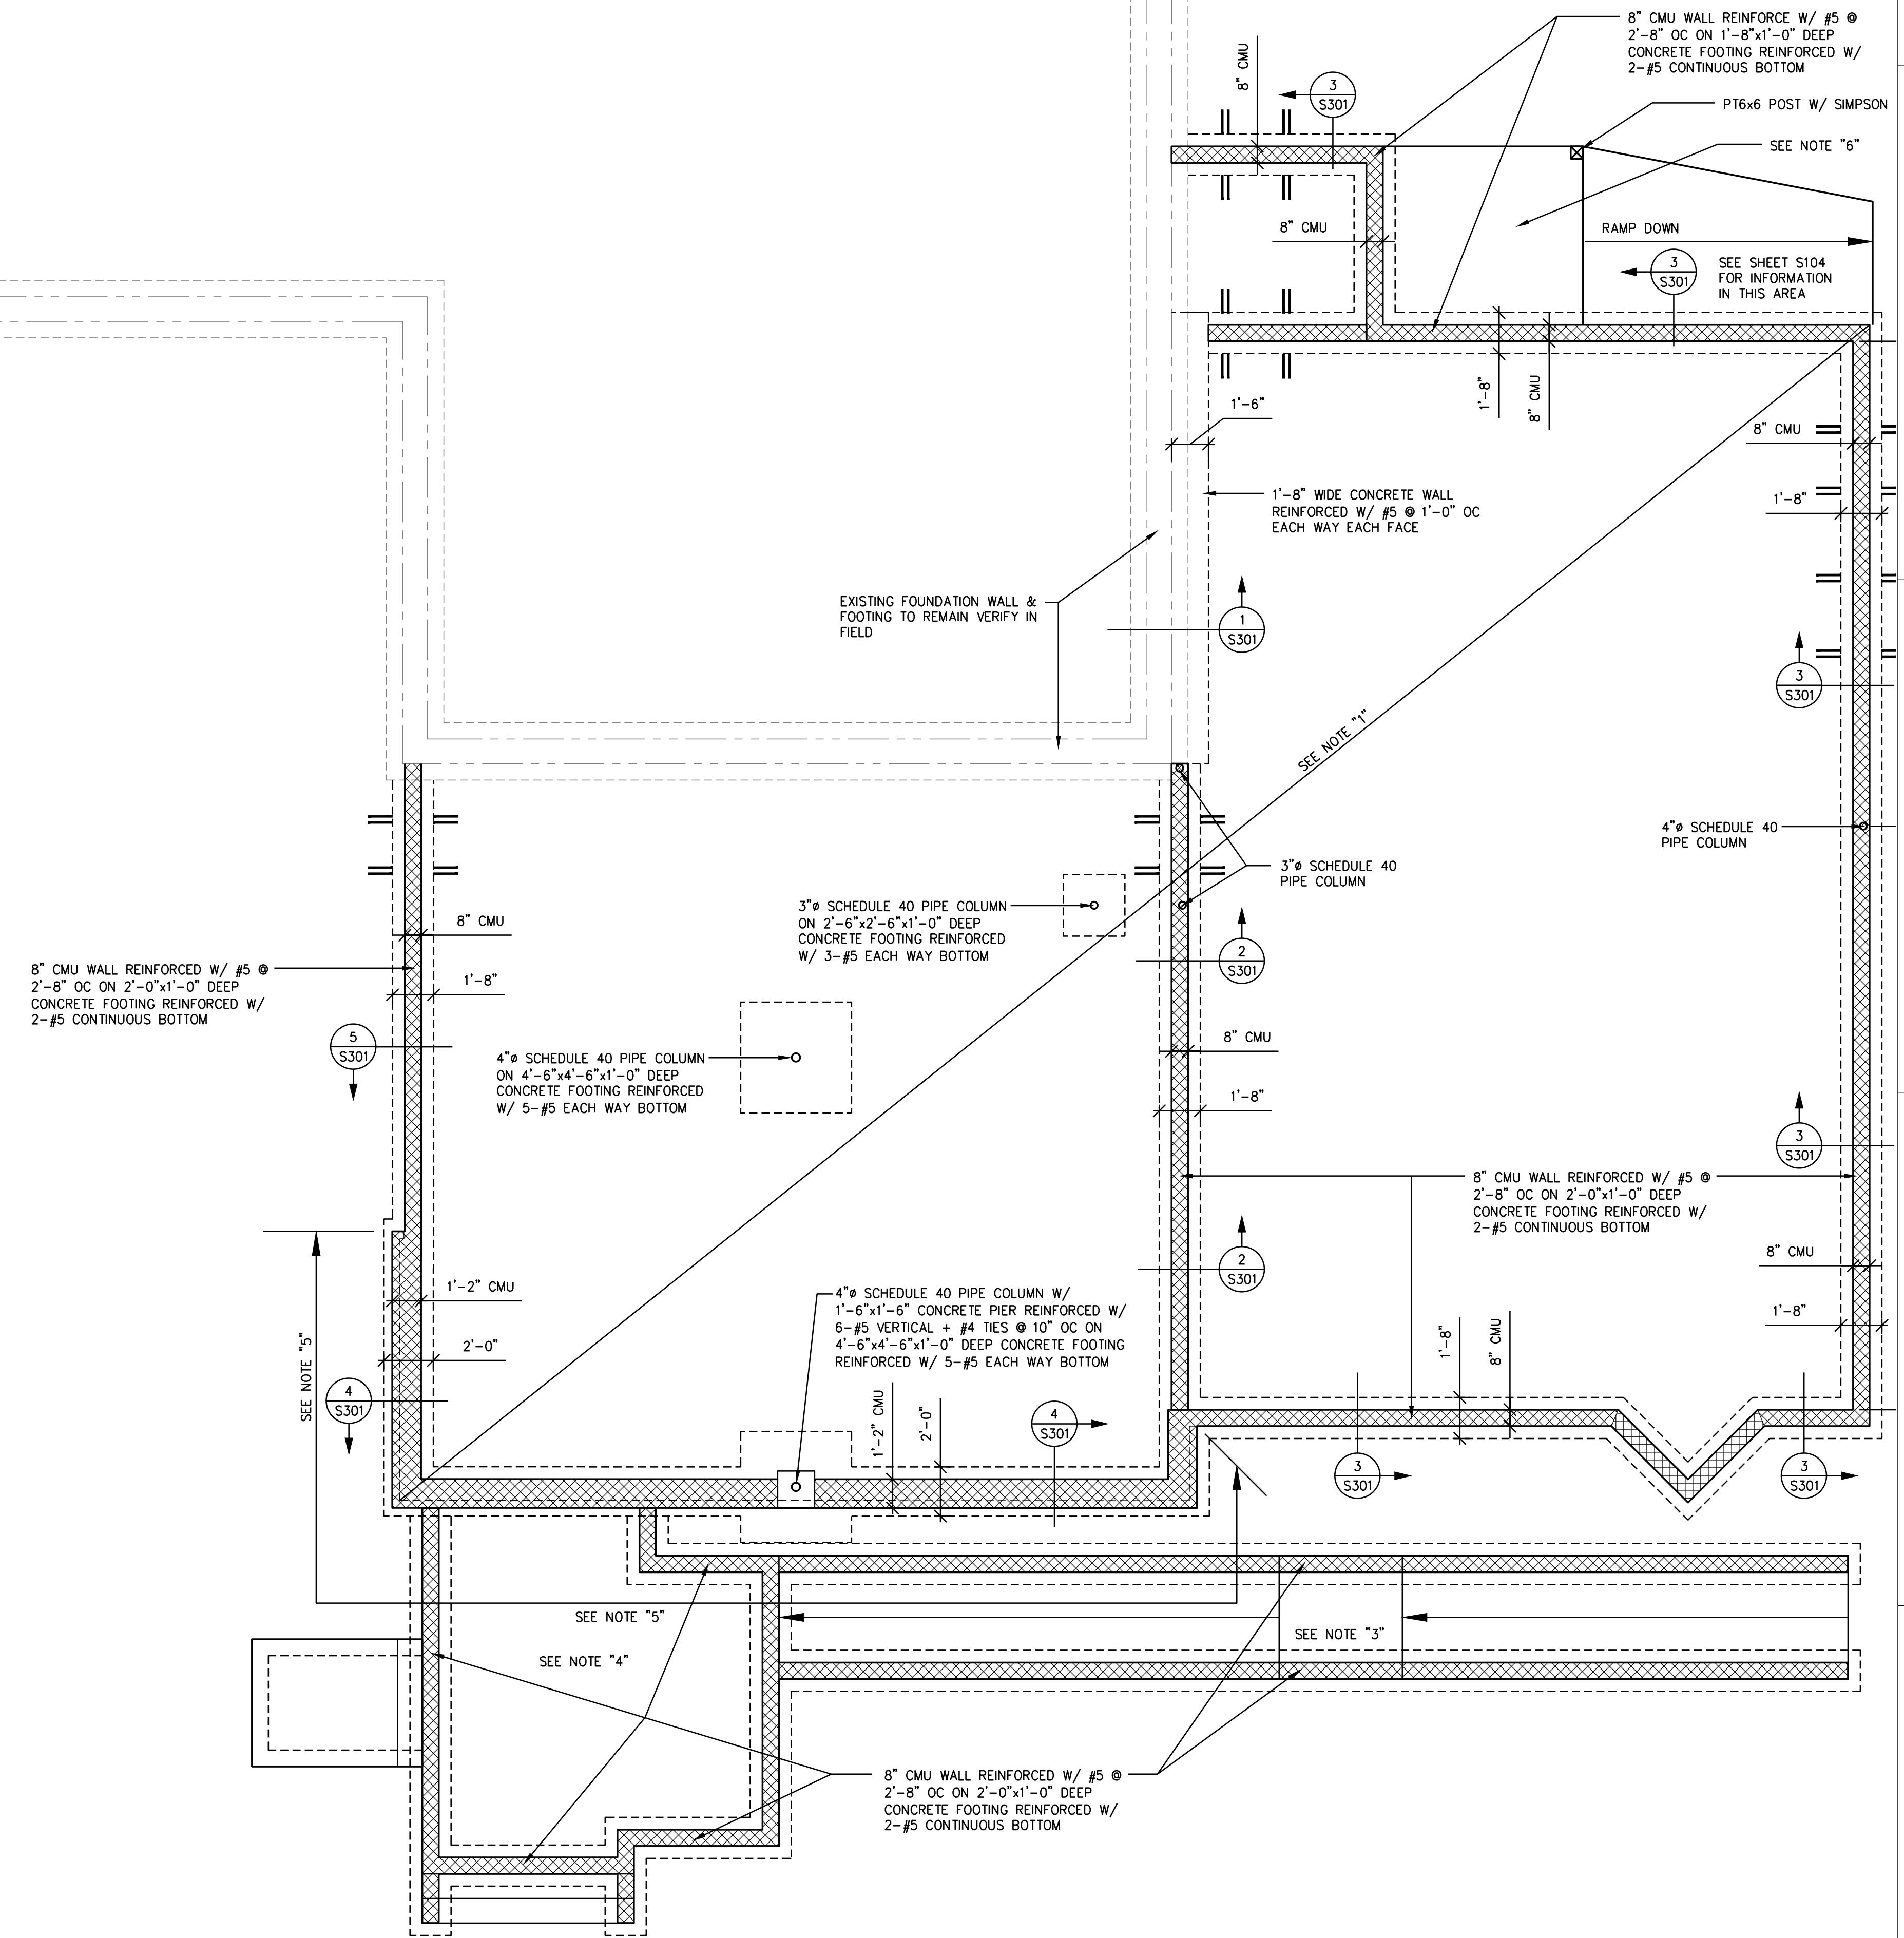 8" CMU WALL REINFORCE W/ #5 @
2'-8" OC ON 1'-8"x1'-0" DEEP
CONCRETE FOOTING REINFORCED W/
2-#5 CONTINUOUS BOTTOM
8" CMU
3
S301
PT6x6 POST W/ SIMPSON
SEE NOTE "6"
8" CMU
RAMP DOWN
3
S301
SEE SHEET S104
FOR INFORMATION
IN THIS AREA
1'-8"
8" CMU
1'-6"
8" CMU
1'-8"
1'-8" WIDE CONCRETE WALL
REINFORCED W/ #5 @ 1'-0" OC
EACH WAY EACH FACE
EXISTING FOUNDATION WALL &
FOOTING TO REMAIN VERIFY IN
FIELD
1
S301
3
S301
SEE NOTE "1"
4"ø SCHEDULE 40
PIPE COLUMN
3"ø SCHEDULE 40
PIPE COLUMN
3"ø SCHEDULE 40 PIPE COLUMN
ON 2'-6"x2'-6"x1'-0" DEEP
CONCRETE FOOTING REINFORCED
W/ 3-#5 EACH WAY BOTTOM
8" CMU
2
S301
8" CMU WALL REINFORCED W/ #5 @
2'-8" OC ON 2'-0"x1'-0" DEEP
CONCRETE FOOTING REINFORCED W/
2-#5 CONTINUOUS BOTTOM
1'-8"
5
S301
4"ø SCHEDULE 40 PIPE COLUMN
ON 4'-6"x4'-6"x1'-0" DEEP
CONCRETE FOOTING REINFORCED
W/ 5-#5 EACH WAY BOTTOM
8" CMU
1'-8"
3
S301
8" CMU WALL REINFORCED W/ #5 @
2'-8" OC ON 2'-0"x1'-0" DEEP
CONCRETE FOOTING REINFORCED W/
2-#5 CONTINUOUS BOTTOM
2
S301
8" CMU
1'-8"
1'-2" CMU
2'-0"
4"ø SCHEDULE 40 PIPE COLUMN W/
1'-6"x1'-6" CONCRETE PIER REINFORCED W/
6-#5 VERTICAL + #4 TIES @ 10" OC ON
4'-6"x4'-6"x1'-0" DEEP CONCRETE FOOTING
REINFORCED W/ 5-#5 EACH WAY BOTTOM
1'-8"
8" CMU
SEE NOTE "5"
4
S301
1'-2" CMU
2'-0"
4
S301
3
S301
3
S301
SEE NOTE "5"
SEE NOTE "3"
SEE NOTE "4"
8" CMU WALL REINFORCED W/ #5 @
2'-8" OC ON 2'-0"x1'-0" DEEP
CONCRETE FOOTING REINFORCED W/
2-#5 CONTINUOUS BOTTOM